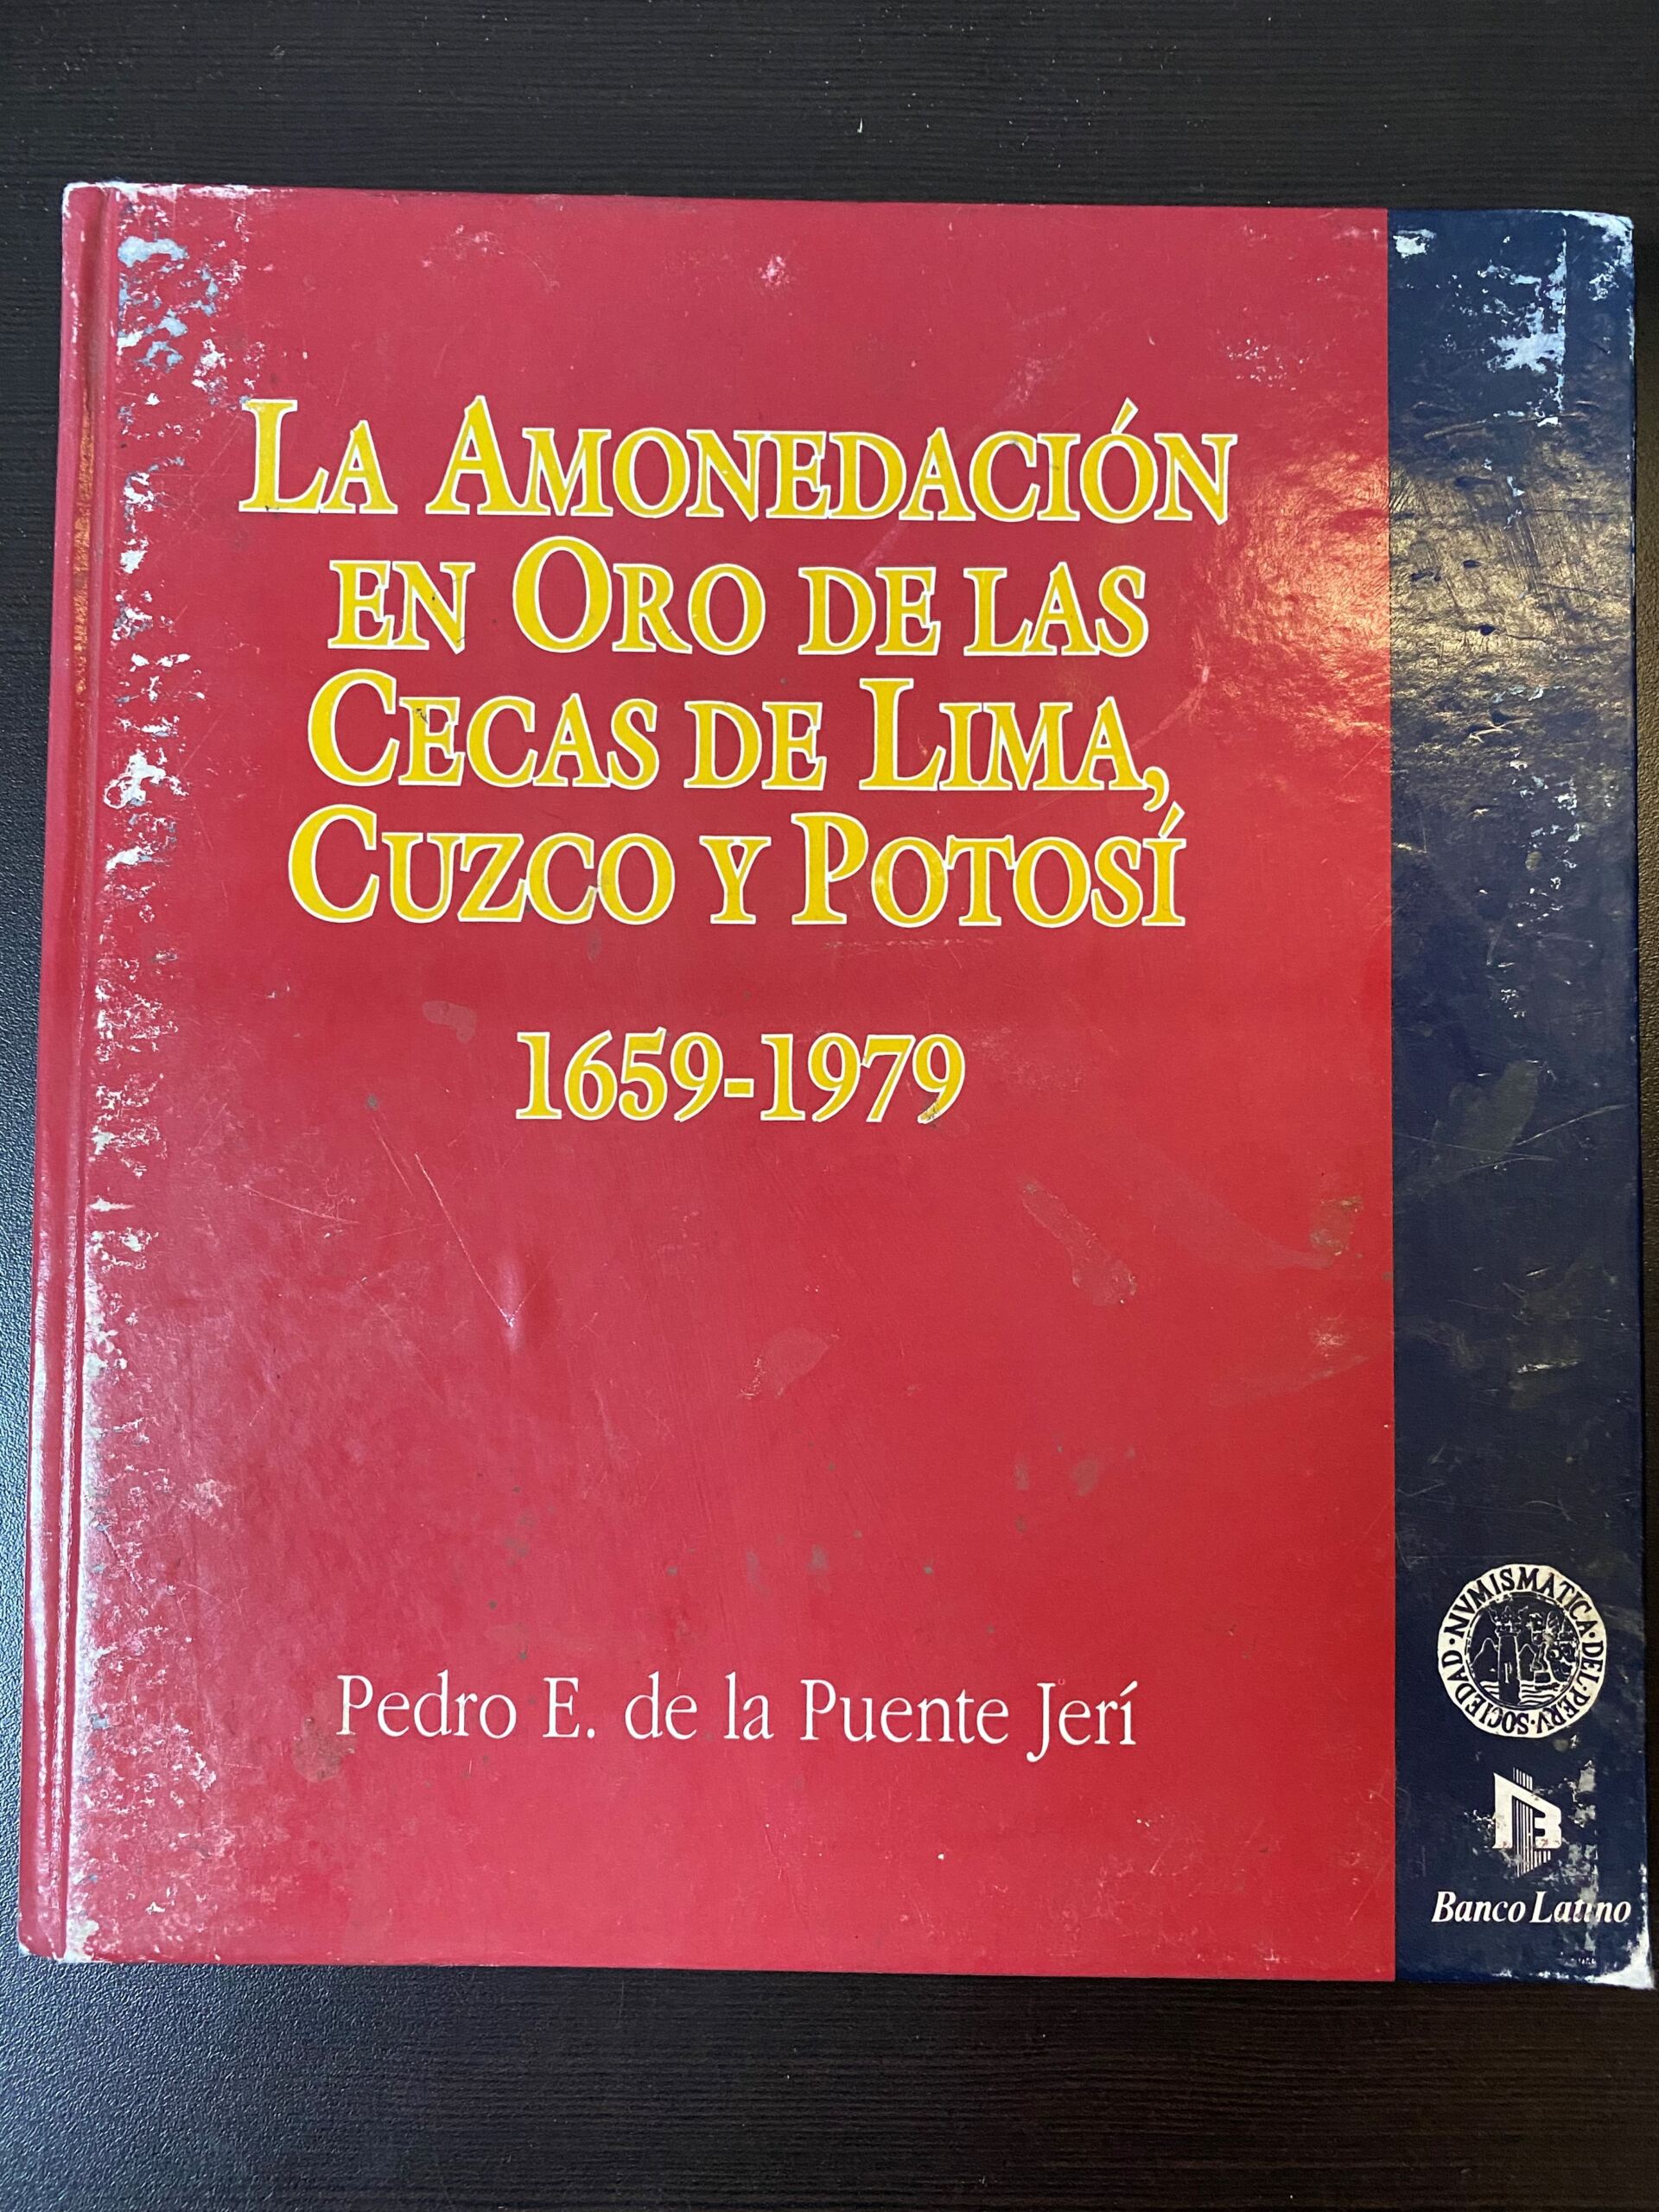 LA AMONEDACIÓN
EN ORO DE LAS
CECAS DE LIMA,
CUZCO Y POTOSÍ
1659-1979
Pedro E. de la Puente Jerí
SOCIEDAD·NVMISMATICA·DEL·PERV·
Banco Latino